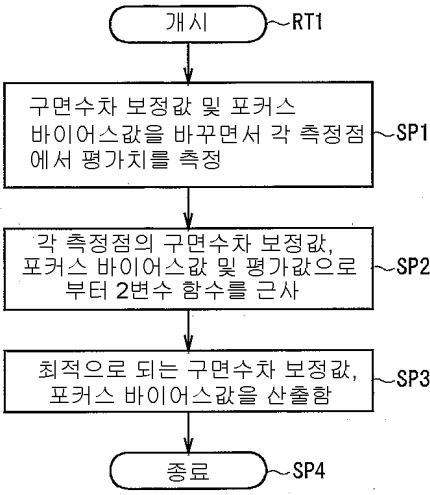 개시
RT1
구면수차 보정값 및 포커스
바이어스값을 바꾸면서 각 측정점
에서 평가치를 측정
SP1
각 측정점의 구면수차 보정값,
포커스 바이어스값 및 평가값으로
부터 2변수 함수를 근사
SP2
최적으로 되는 구면수차 보정값,
포커스 바이어스값을 산출함
SP3
종료
SP4